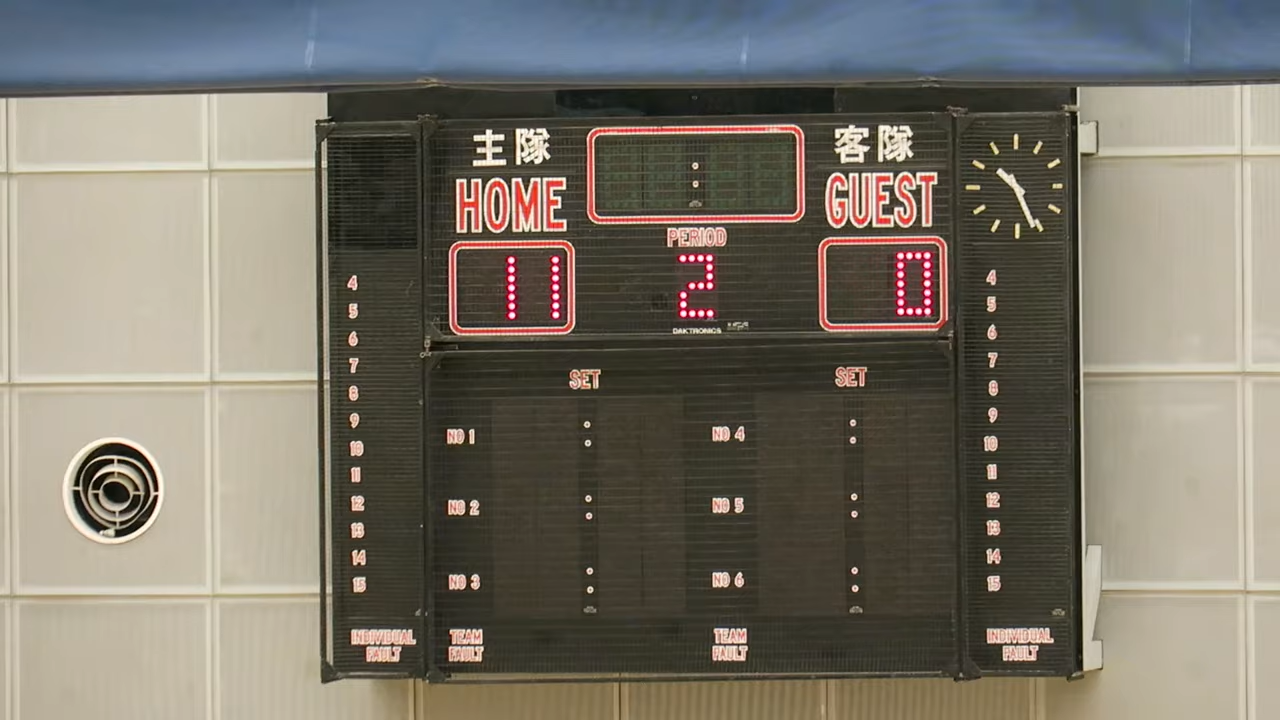 主隊 客隊
HOME GUEST
PERIOD
11 2 0
DAKTRONICS
SET SET
NO 1 NO 4
NO 2 NO 5
NO 3 NO 6
4 4
5 5
6 6
7 7
8 8
9 9
10 10
11 11
12 12
13 13
14 14
15 15
INDIVIDUAL FAULT
TEAM FAULT
TEAM FAULT
INDIVIDUAL FAULT